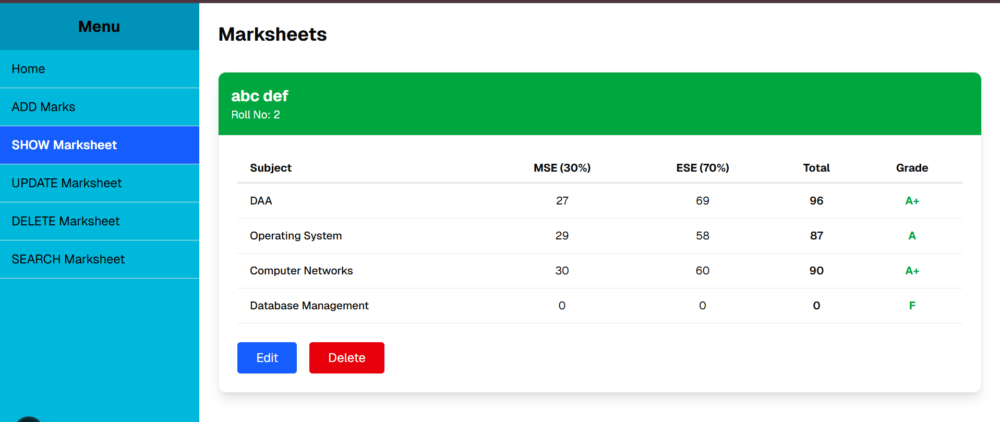 Menu
Home
ADD Marks
SHOW Marksheet
UPDATE Marksheet
DELETE Marksheet
SEARCH Marksheet
Marksheets
abc def
Roll No: 2
Subject MSE (30%) ESE (70%) Total Grade
DAA 27 69 96 A+
Operating System 29 58 87 A
Computer Networks 30 60 90 A+
Database Management 0 0 0 F
Edit Delete